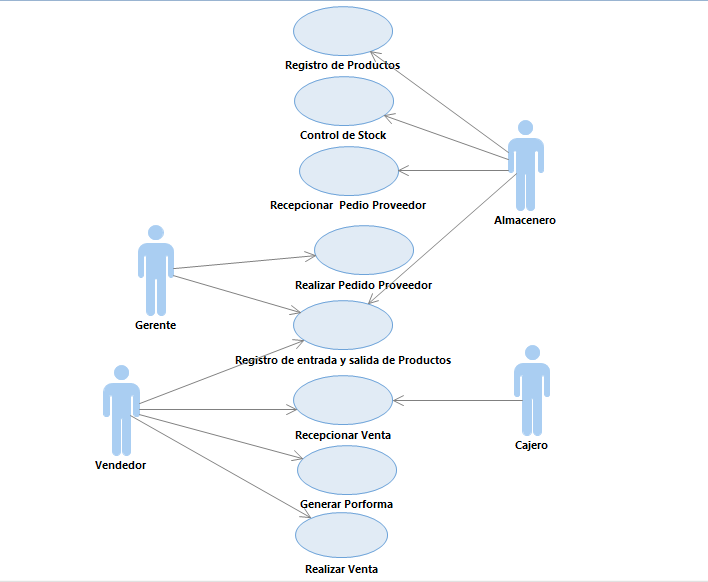 Registro de Productos
Control de Stock
Recepcionar Pedio Proveedor
Almacenero
Realizar Pedido Proveedor
Gerente
Registro de entrada y salida de Productos
Recepcionar Venta
Cajero
Vendedor
Generar Porforma
Realizar Venta